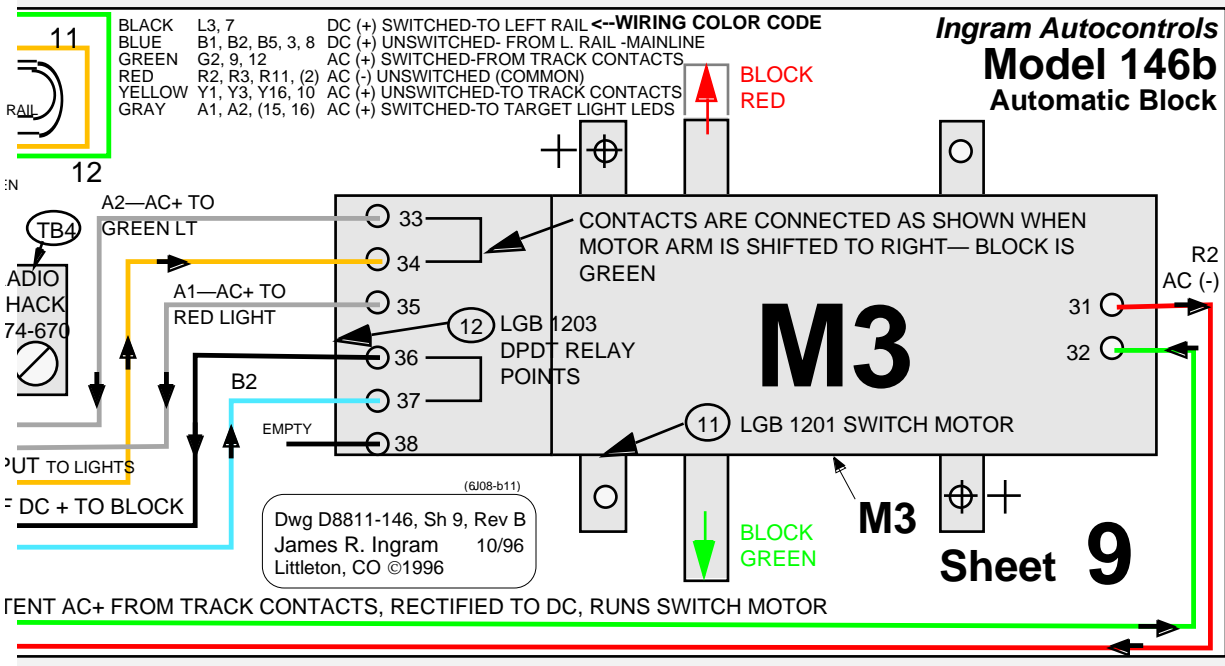 BLACK L3, 7 DC (+) SWITCHED-TO LEFT RAIL <--WIRING COLOR CODE
BLUE B1, B2, B5, 3, 8 DC (+) UNSWITCHED- FROM L. RAIL -MAINLINE
GREEN G2, 9, 12 AC (+) SWITCHED-FROM TRACK CONTACTS
RED R2, R3, R11, (2) AC (-) UNSWITCHED (COMMON)
YELLOW Y1, Y3, Y16, 10 AC (+) UNSWITCHED-TO TRACK CONTACTS
GRAY A1, A2, (15, 16) AC (+) SWITCHED-TO TARGET LIGHT LEDS
Ingram Autocontrols
Model 146b
Automatic Block
11
RAIL
12
EN
BLOCK
RED
A2—AC+ TO
GREEN LT
TB4
ADIO
HACK
74-670
A1—AC+ TO
RED LIGHT
33
34
35
36
37
38
CONTACTS ARE CONNECTED AS SHOWN WHEN
MOTOR ARM IS SHIFTED TO RIGHT— BLOCK IS
GREEN
12
LGB 1203
DPDT RELAY
POINTS
M3
31
32
R2
AC (-)
B2
EMPTY
11
LGB 1201 SWITCH MOTOR
PUT TO LIGHTS
F DC + TO BLOCK
(6J08-b11)
Dwg D8811-146, Sh 9, Rev B
James R. Ingram 10/96
Littleton, CO ©1996
BLOCK
GREEN
M3
Sheet 9
TENT AC+ FROM TRACK CONTACTS, RECTIFIED TO DC, RUNS SWITCH MOTOR